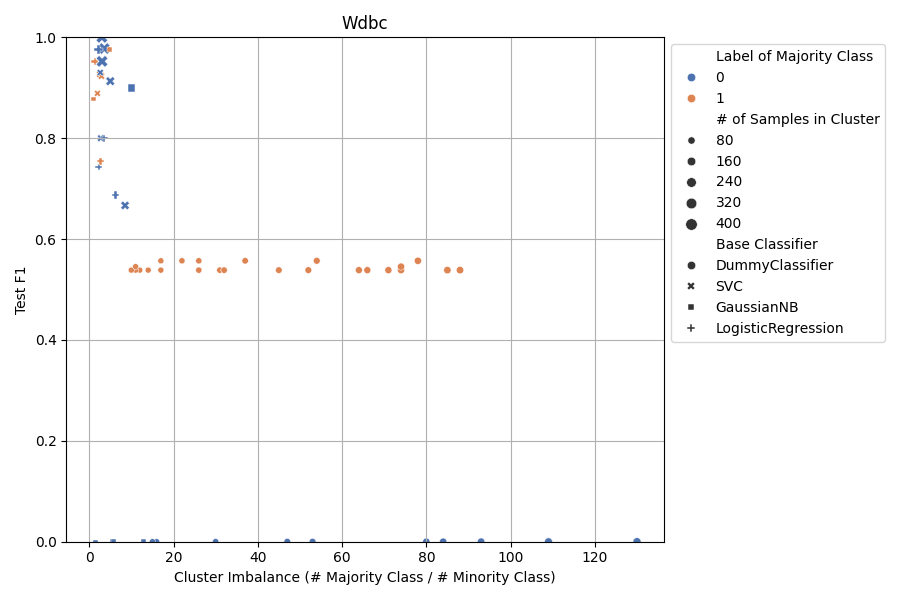 Wdbc
1.0
0.8
0.6
0.4
0.2
0.0
Test F1
0 20 40 60 80 100 120
Cluster Imbalance (# Majority Class / # Minority Class)
Label of Majority Class
0
1
# of Samples in Cluster
80
160
240
320
400
Base Classifier
DummyClassifier
SVC
GaussianNB
LogisticRegression